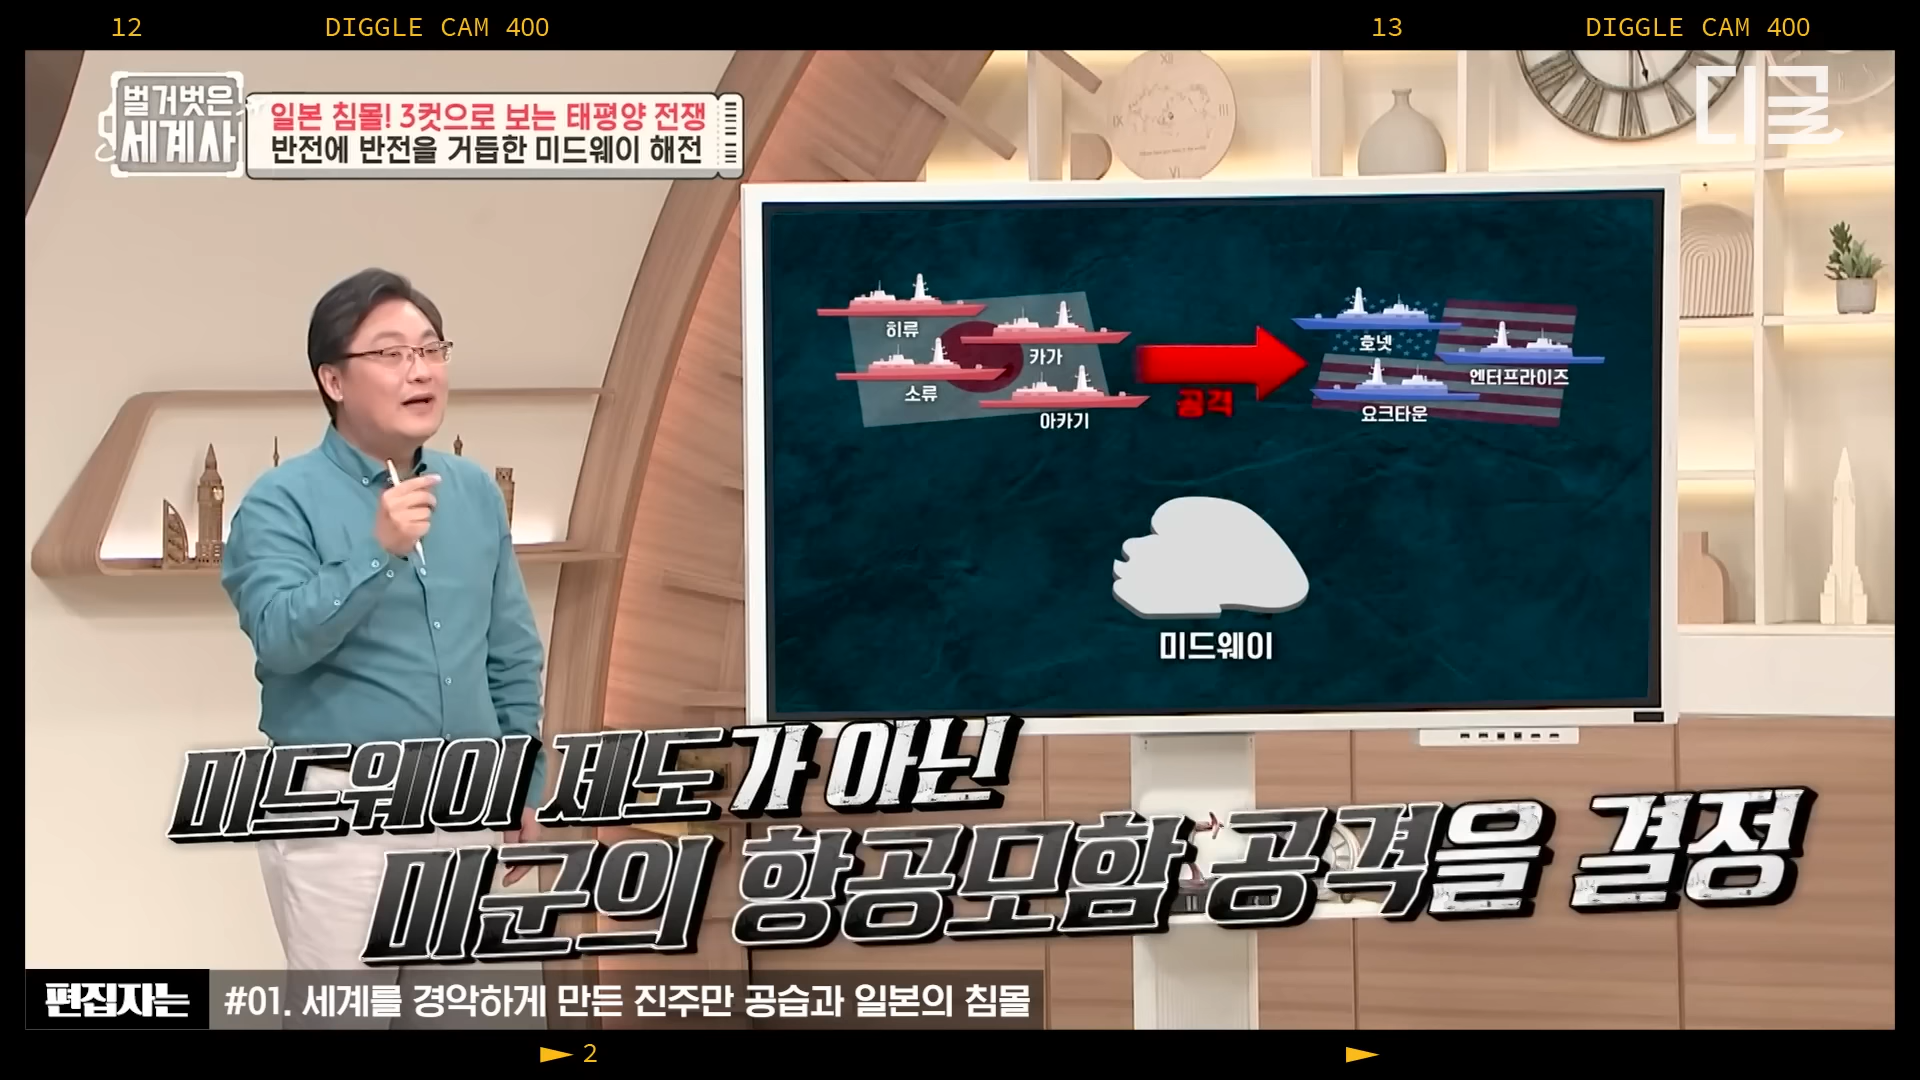 12
DIGGLE CAM 400
13
DIGGLE CAM 400
벌거벗은
세계사
일본 침몰! 3컷으로 보는 태평양 전쟁
반전에 반전을 거듭한 미드웨이 해전
디글
히류
카가
소류
아카기
공격
호넷
엔터프라이즈
요크타운
미드웨이
미드웨이 제도가 아닌
미군의 항공모함 공격을 결정
편집자는
#01. 세계를 경악하게 만든 진주만 공습과 일본의 침몰
2